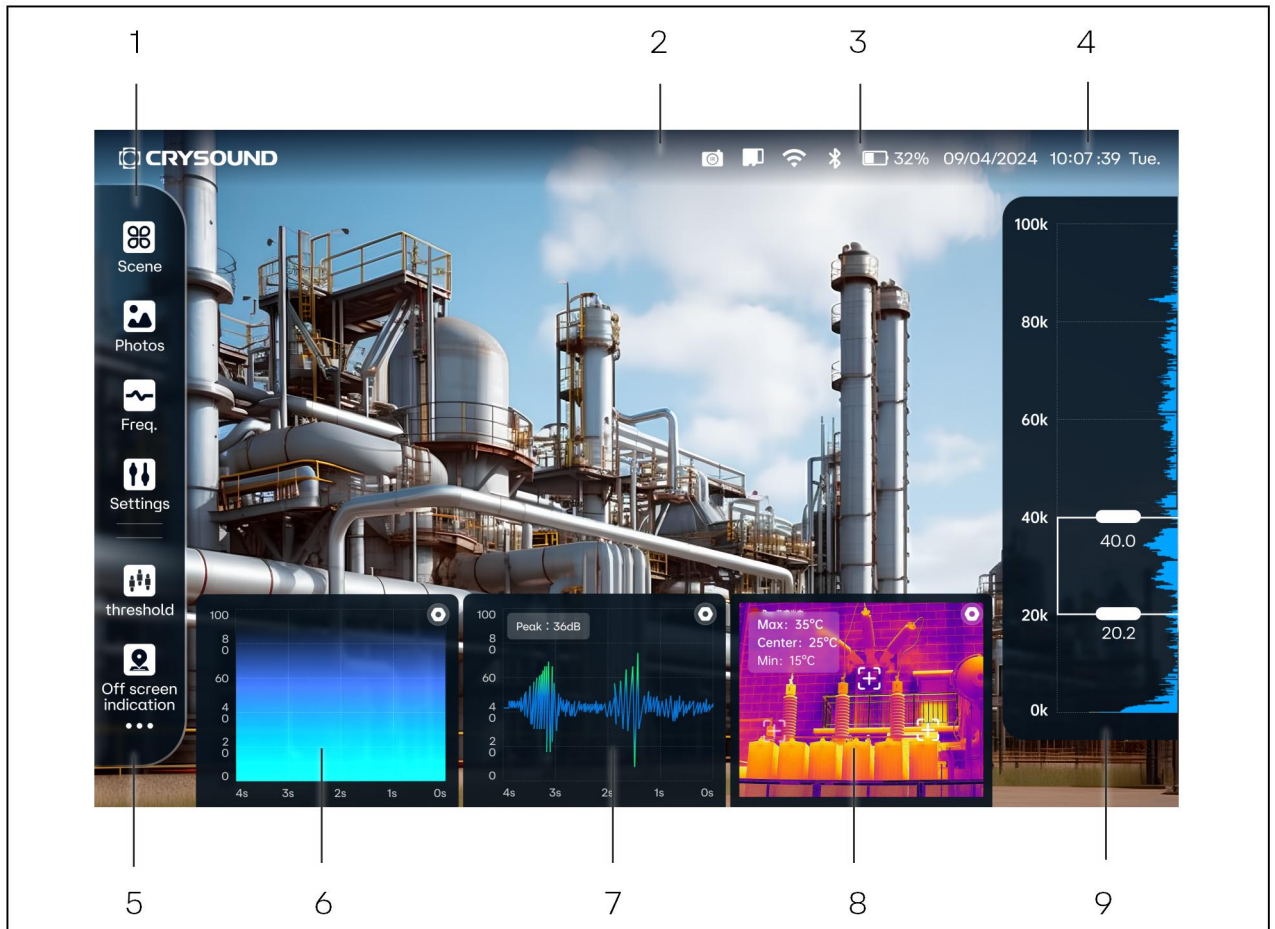 1 2 3 4
CRYSOUND 32% 09/04/2024 10:07:39 Tue.
Scene
Photos
Freq.
Settings
threshold
Off screen
indication
100
8
0
60
4
0
2
0
0
4s 3s 2s 1s 0s
100
8
0
60
4
0
2
0
0
Peak : 36dB
4s 3s 2s 1s 0s
Max: 35°C
Center: 25°C
Min: 15°C
100k
80k
60k
40k
40.0
20k
20.2
0k
5 6 7 8 9